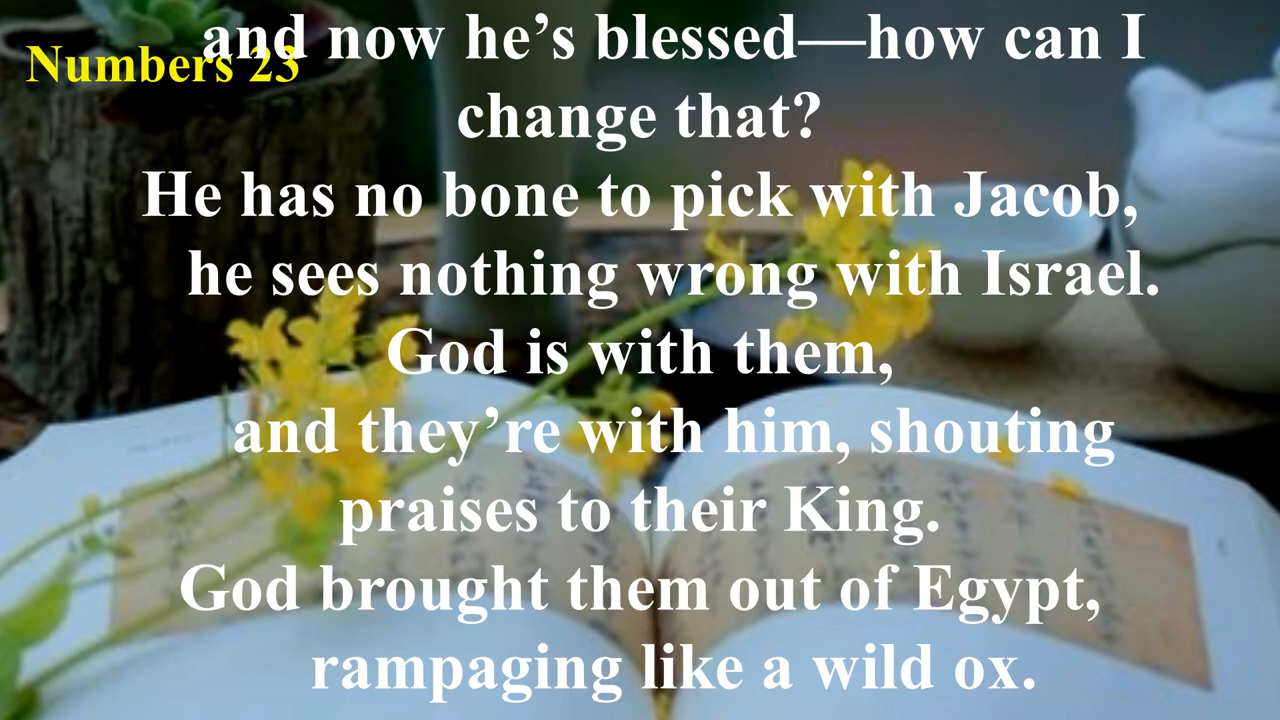 Numbers 23
and now he’s blessed—how can I
change that?
He has no bone to pick with Jacob,
he sees nothing wrong with Israel.
God is with them,
and they’re with him, shouting
praises to their King.
God brought them out of Egypt,
rampaging like a wild ox.